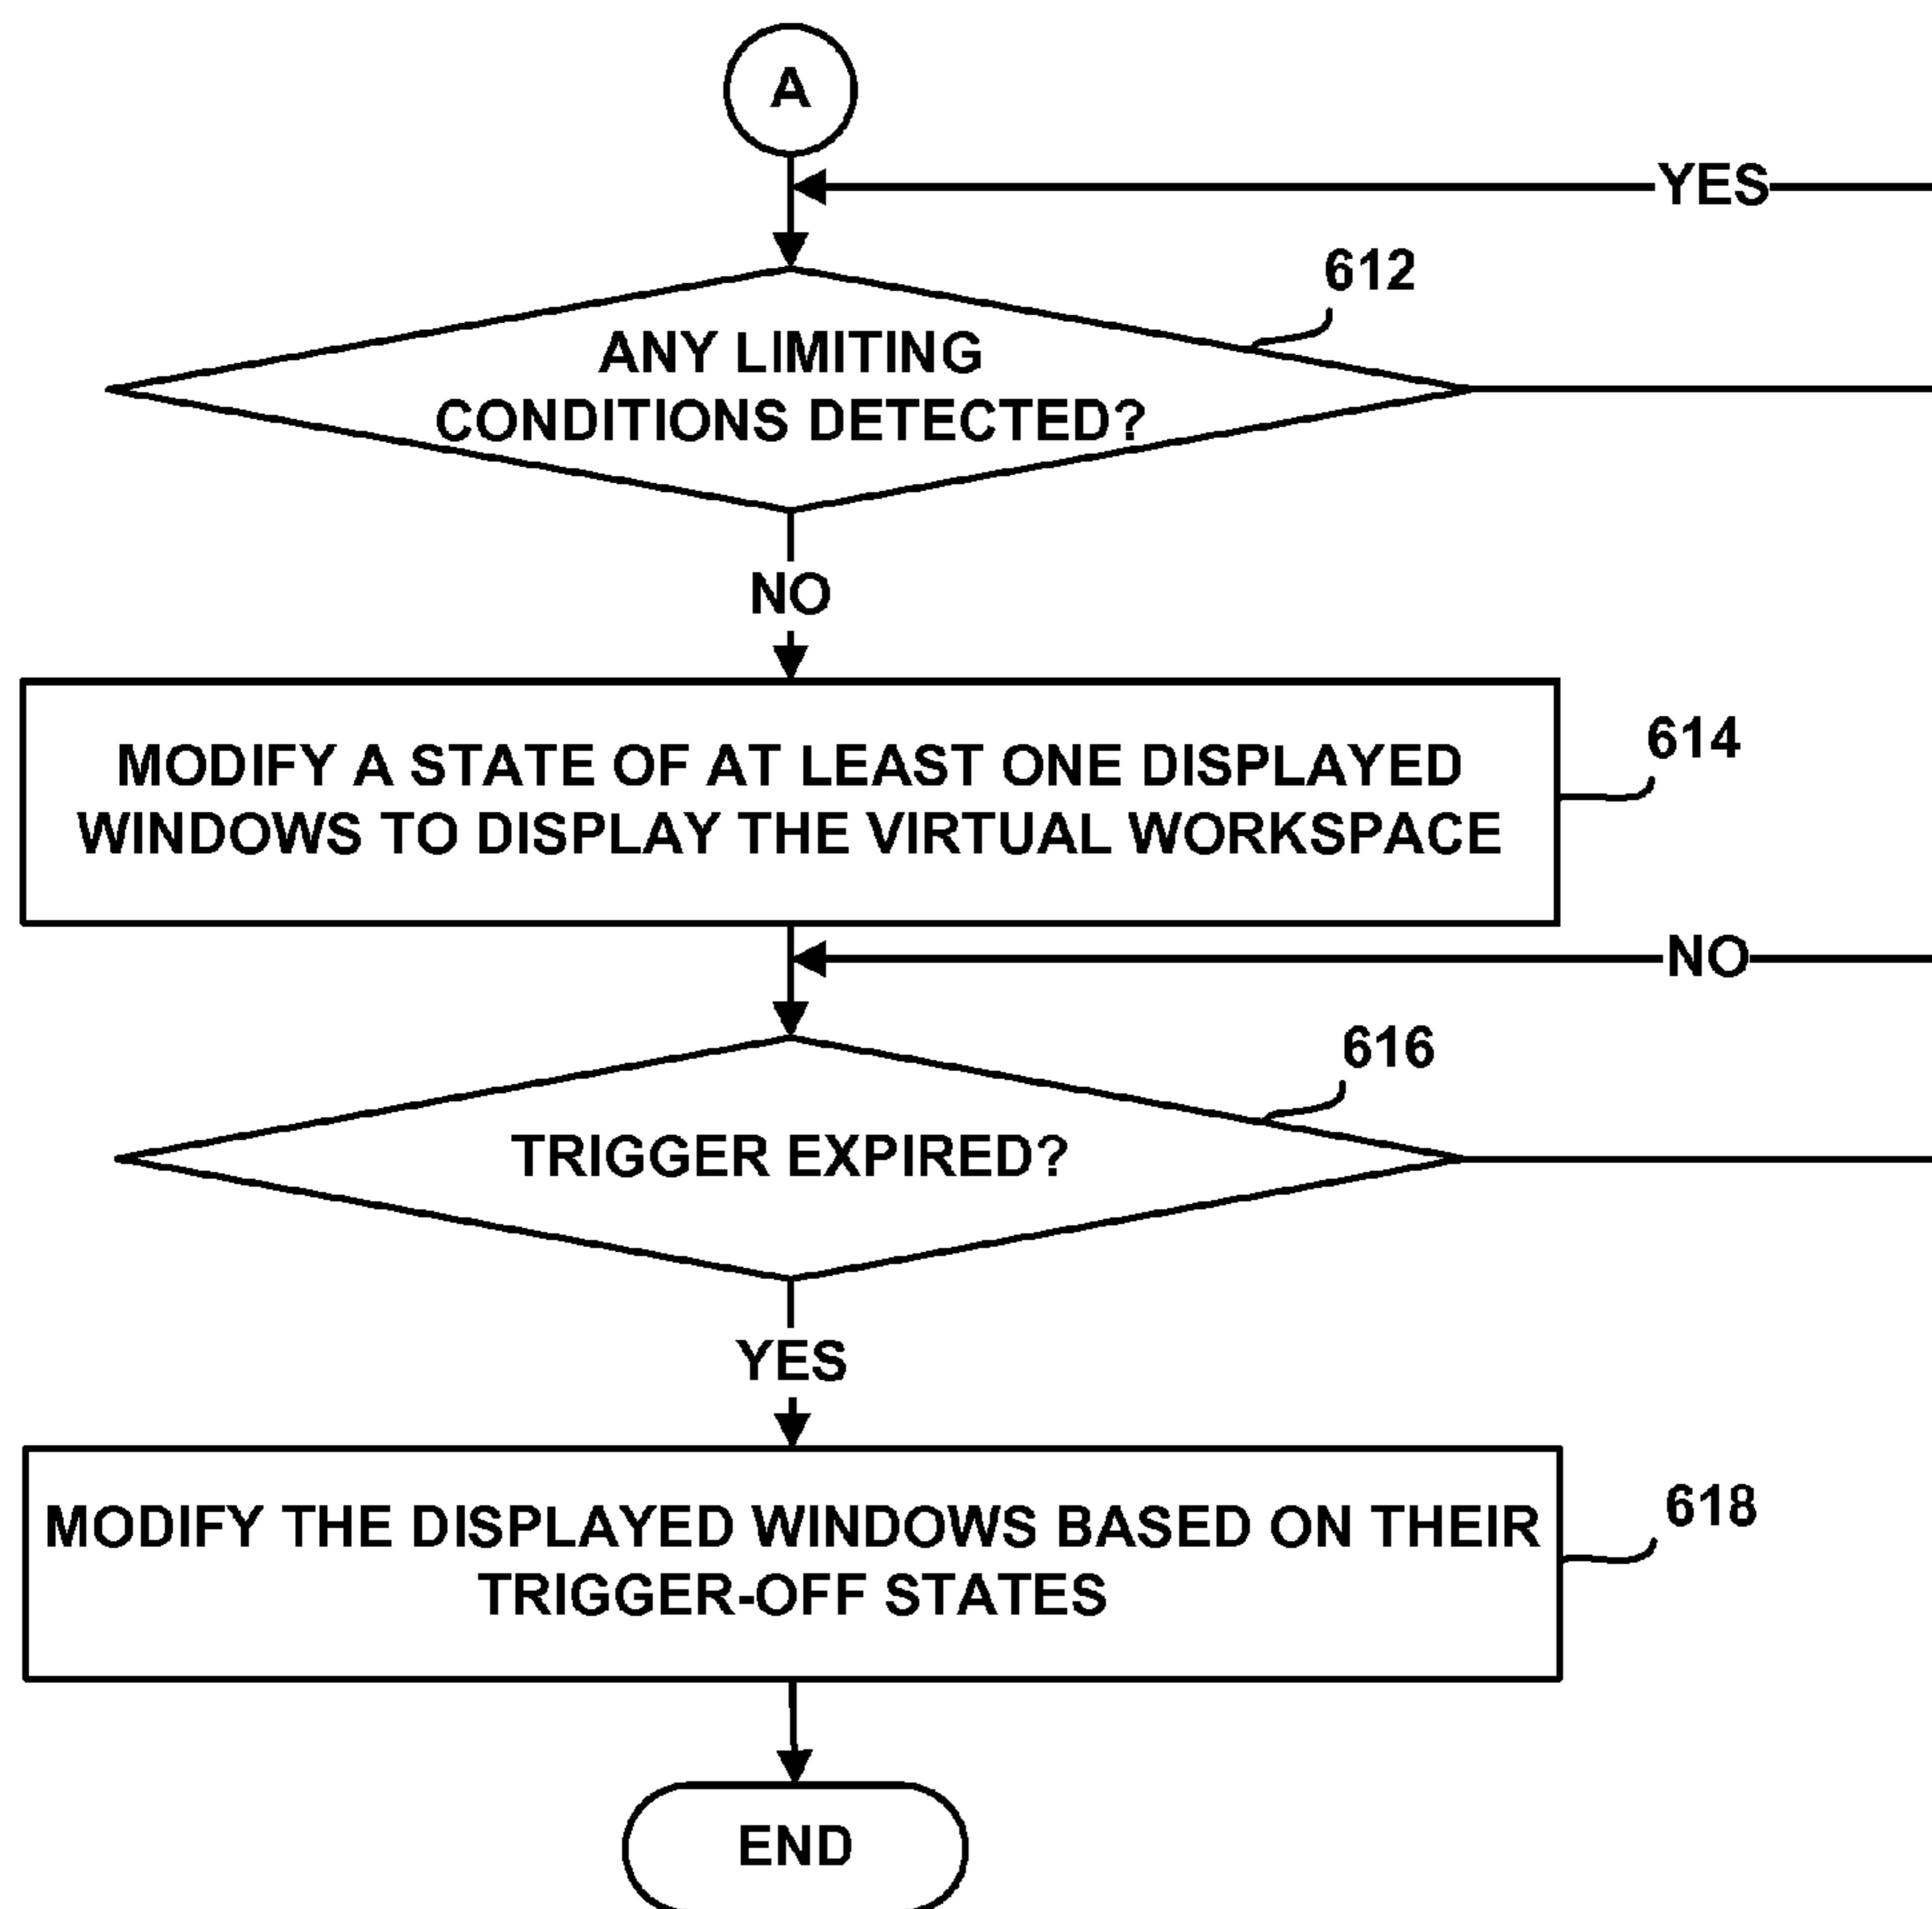 A
YES
612
ANY LIMITING
CONDITIONS DETECTED?
NO
614
MODIFY A STATE OF AT LEAST ONE DISPLAYED
WINDOWS TO DISPLAY THE VIRTUAL WORKSPACE
NO
616
TRIGGER EXPIRED?
YES
618
MODIFY THE DISPLAYED WINDOWS BASED ON THEIR
TRIGGER-OFF STATES
END